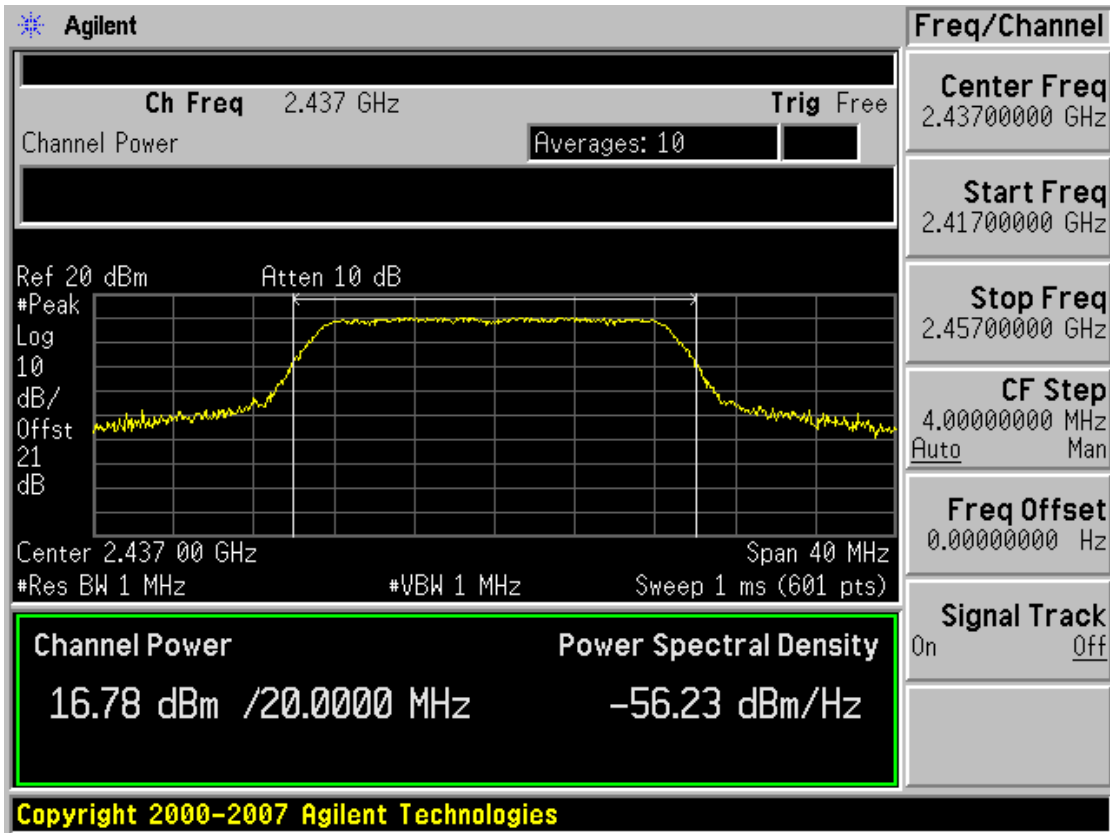 Agilent
Freq/Channel
Ch Freq 2.437 GHz Trig Free
Channel Power Averages: 10
Ref 20 dBm Atten 10 dB
#Peak
Log
10
dB/
Offst
21
dB
Center 2.437 00 GHz Span 40 MHz
#Res BW 1 MHz #VBW 1 MHz Sweep 1 ms (601 pts)
Channel Power Power Spectral Density
16.78 dBm /20.0000 MHz -56.23 dBm/Hz
Center Freq
2.43700000 GHz
Start Freq
2.41700000 GHz
Stop Freq
2.45700000 GHz
CF Step
4.00000000 MHz
Auto Man
Freq Offset
0.00000000 Hz
Signal Track
On Off
Copyright 2000-2007 Agilent Technologies